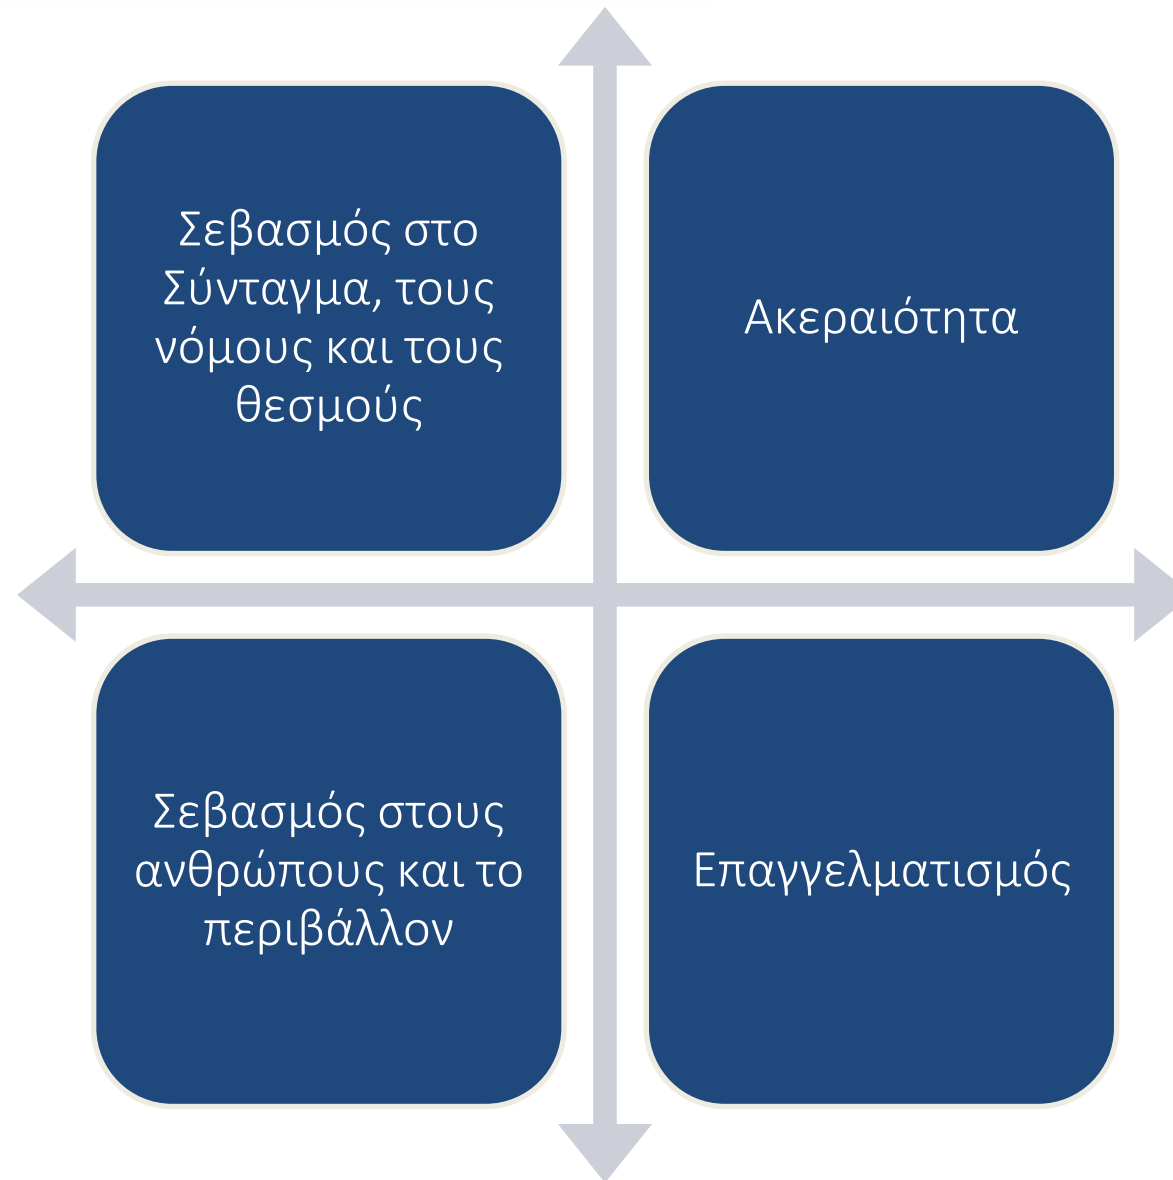 Σεβασμός στο
Σύνταγμα, τους
νόμους και τους
θεσμούς
Ακεραιότητα
Σεβασμός στους
ανθρώπους και το
περιβάλλον
Επαγγελματισμός